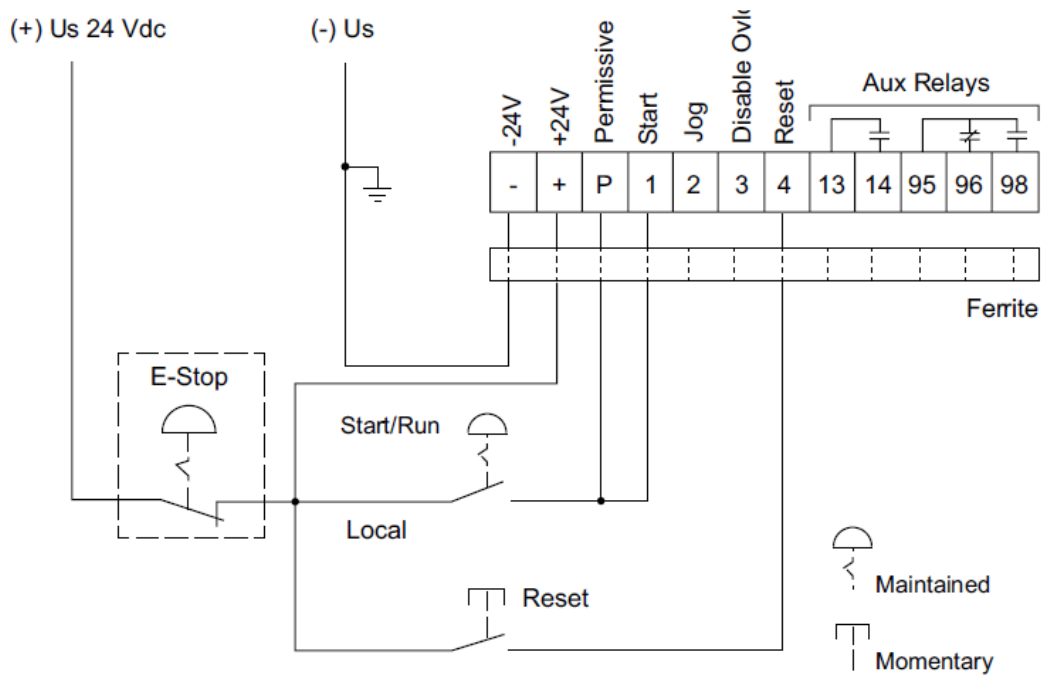 (+) Us 24 Vdc
(-) Us
-24V
+24V
Permissive
Start
Jog
Disable Ovl
Reset
Aux Relays
- + P 1 2 3 4 13 14 95 96 98
Ferrite
E-Stop
Start/Run
Local
Reset
Maintained
Momentary